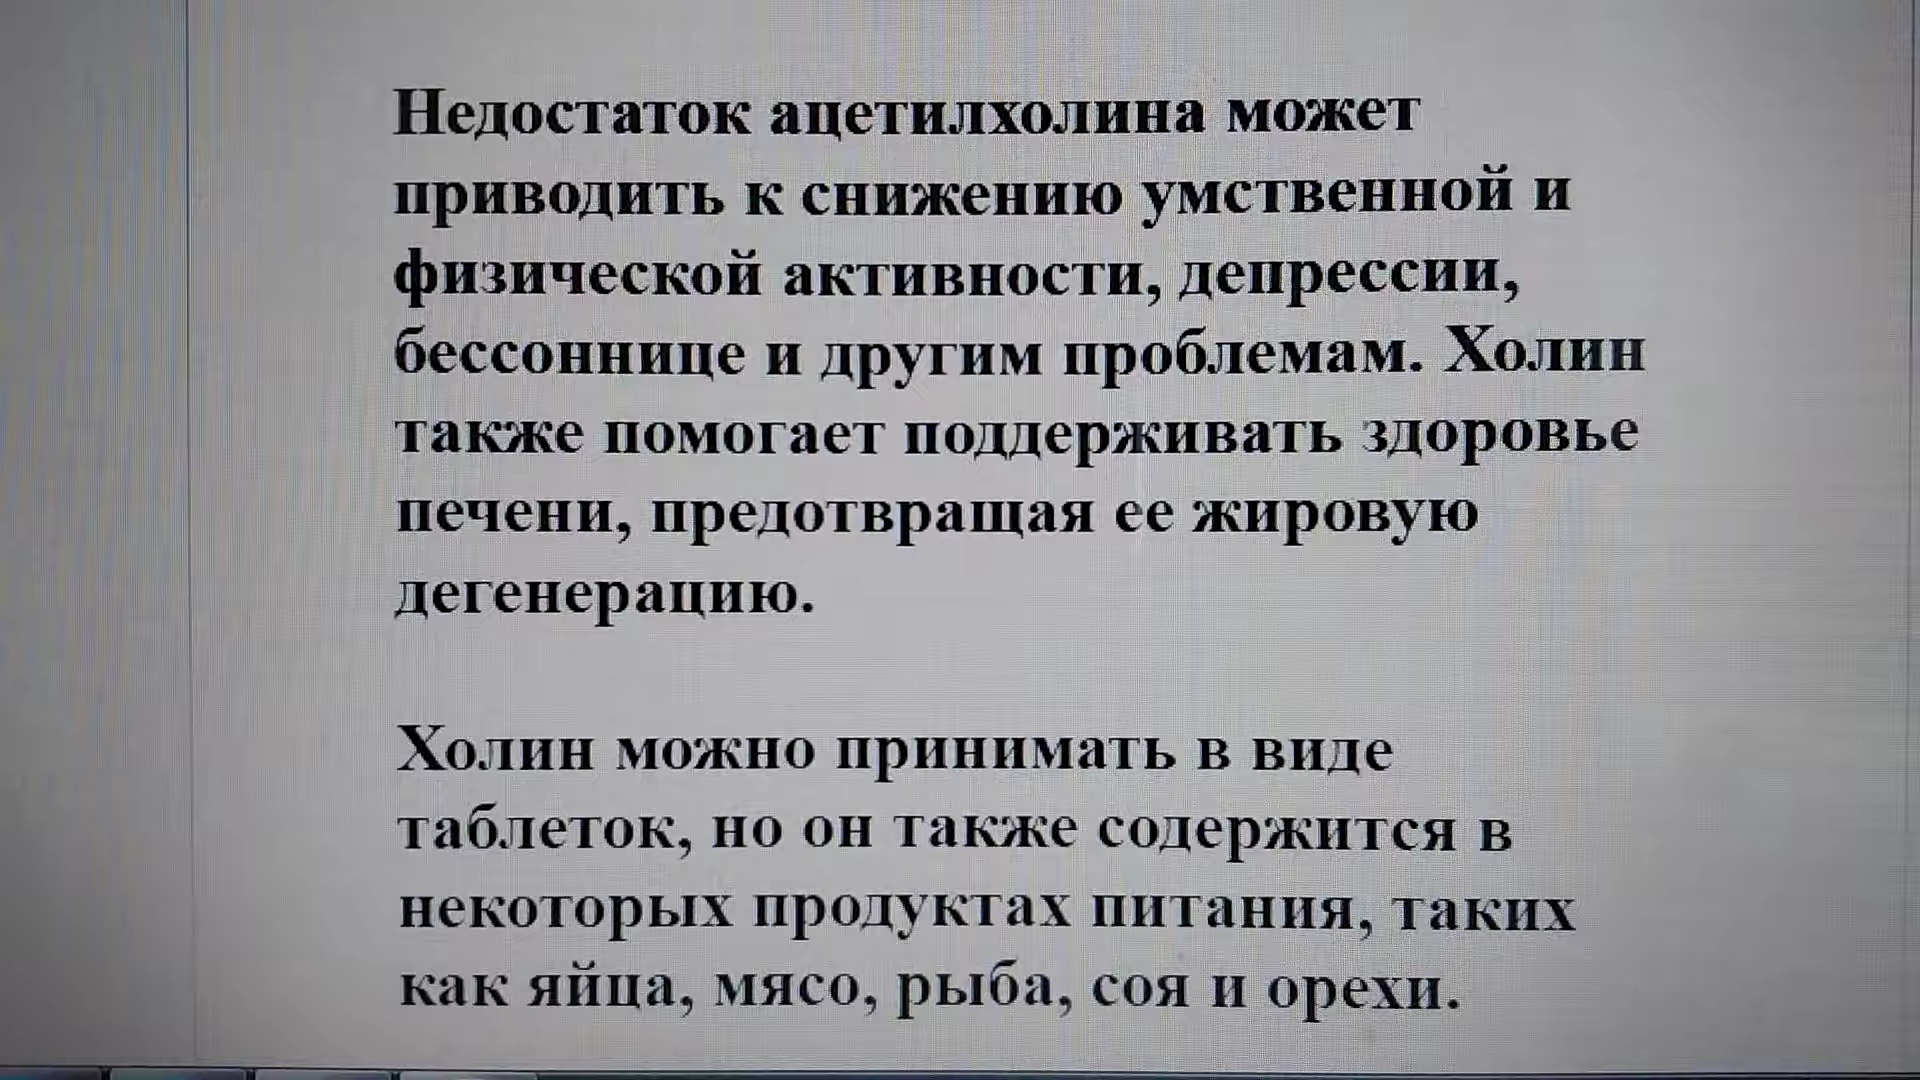 Недостаток ацетилхолина может
приводить к снижению умственной и
физической активности, депрессии,
бессоннице и другим проблемам. Холин
также помогает поддерживать здоровье
печени, предотвращая ее жировую
дегенерацию.
Холин можно принимать в виде
таблеток, но он также содержится в
некоторых продуктах питания, таких
как яйца, мясо, рыба, соя и орехи.